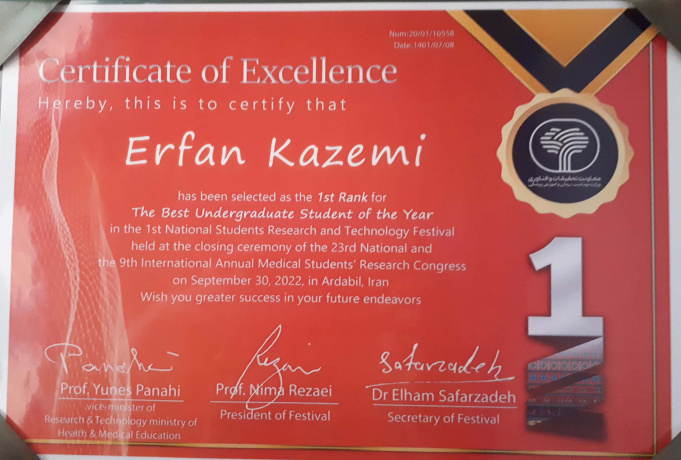 Num:20/01/10558
Date:1401/07/08
Certificate of Excellence
Hereby, this is to certify that
Erfan Kazemi
has been selected as the 1st Rank for
The Best Undergraduate Student of the Year
in the 1st National Students Research and Technology Festival
held at the closing ceremony of the 23rd National and
the 9th International Annual Medical Students' Research Congress
on September 30, 2022, in Ardabil, Iran
Wish you greater success in your future endeavors
معاونت تحقیقات و فناوری
1
Panahi
Prof. Yunes Panahi
vice-minister of
Research & Technology ministry of
Health & Medical Education
Rezaei
Prof. Nima Rezaei
President of Festival
Safarzadeh
Dr Elham Safarzadeh
Secretary of Festival